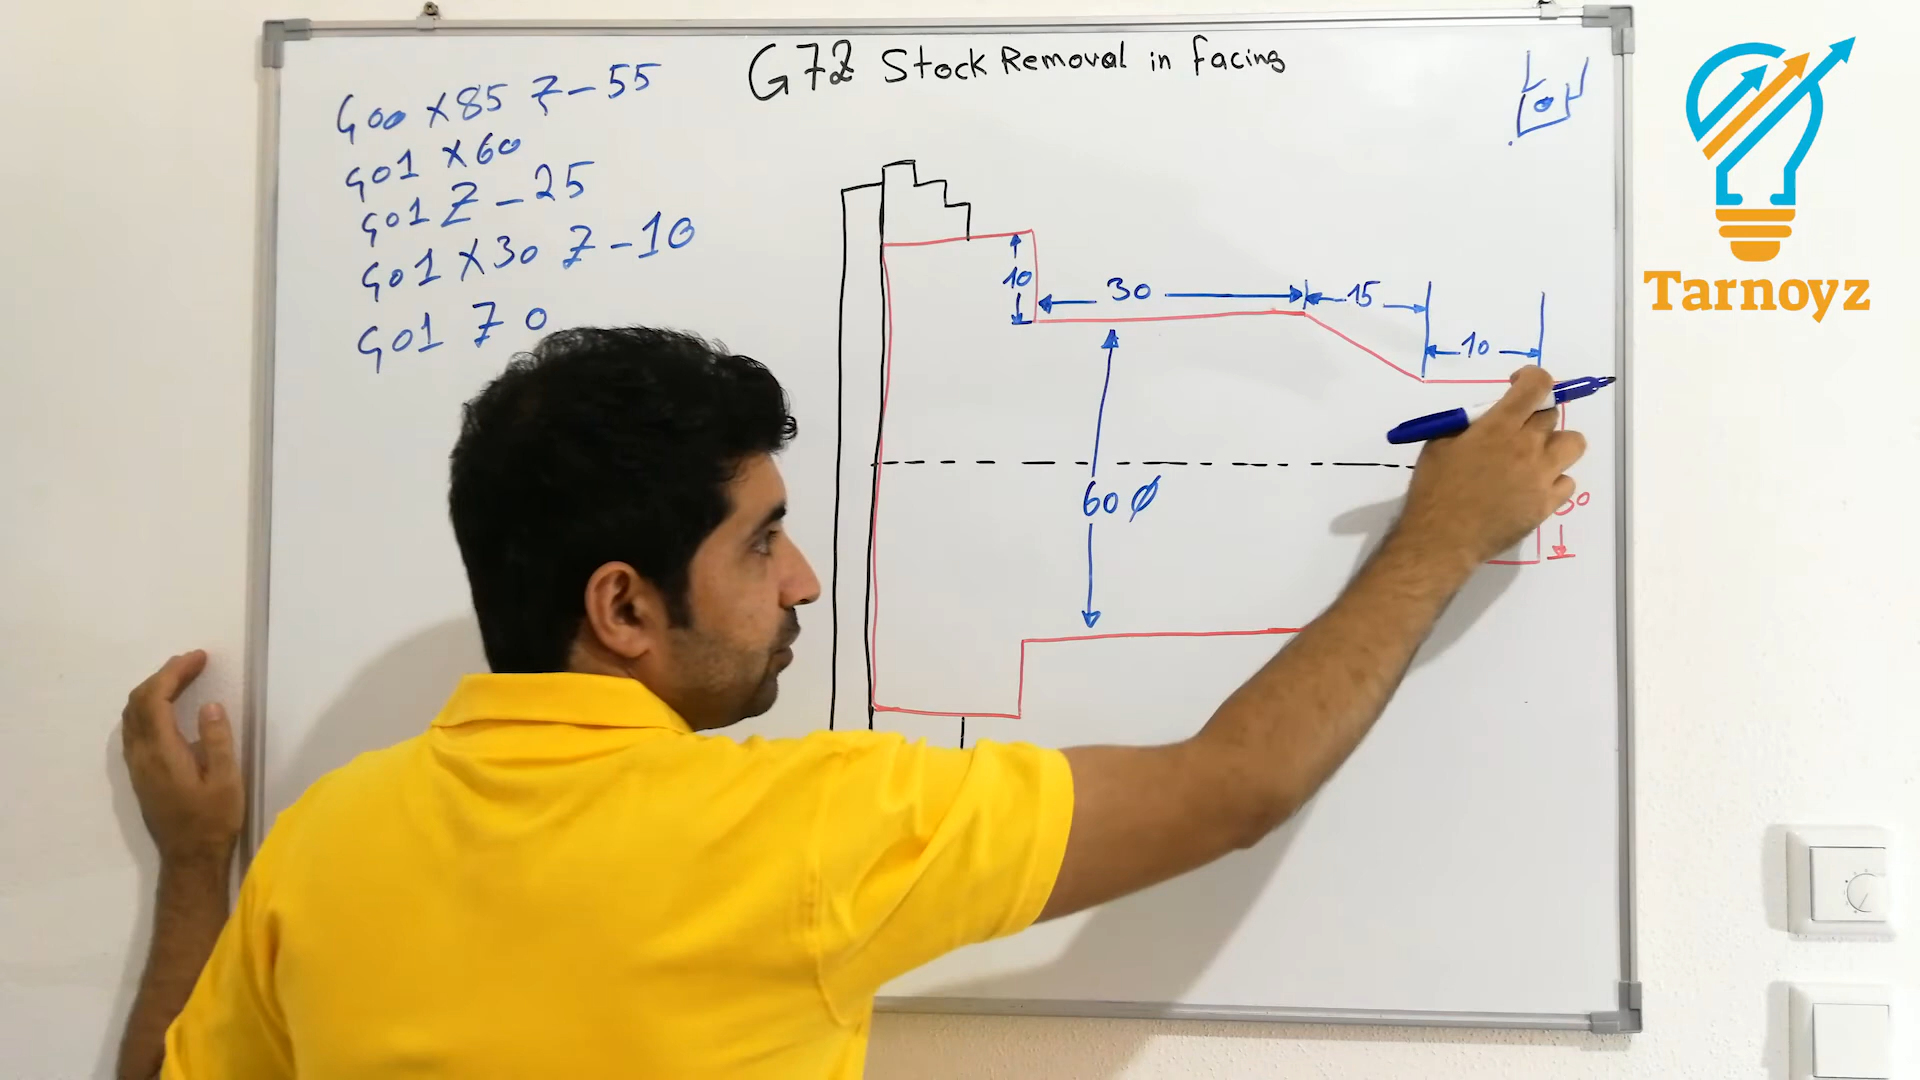 G72 Stock Removal in facing
G00 X85 Z-55
G01 X60
G01 Z-25
G01 X30 Z-10
G01 Z0
10
30
15
10
60 Ø
Tarnoyz